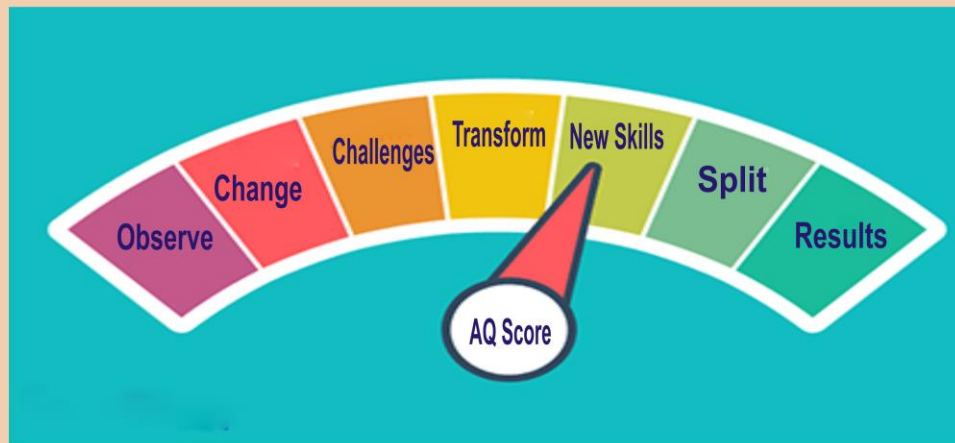 Observe
Change
Challenges
Transform
New Skills
Split
Results
AQ Score